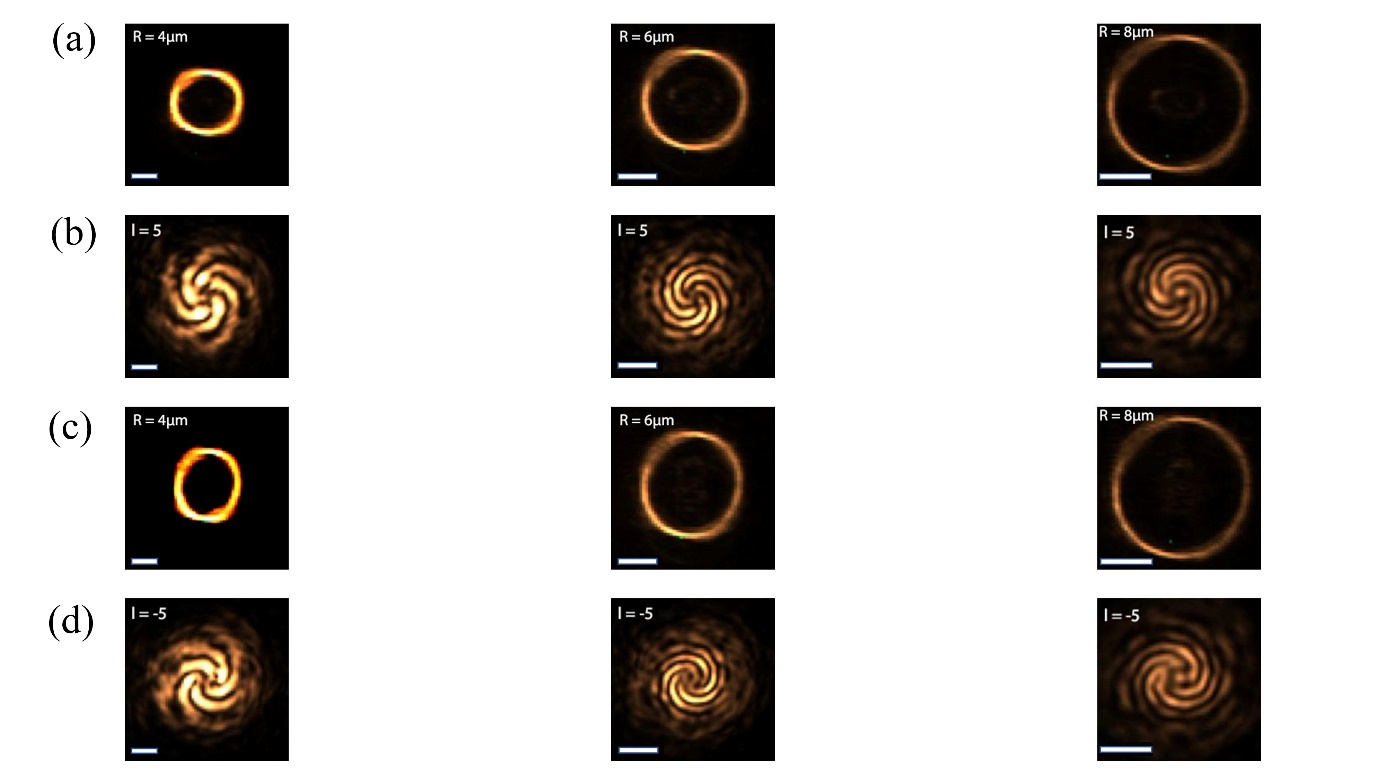 (a)
R = 4μm
R = 6μm
R = 8μm
(b)
l = 5
l = 5
l = 5
(c)
R = 4μm
R = 6μm
R = 8μm
(d)
l = -5
l = -5
l = -5